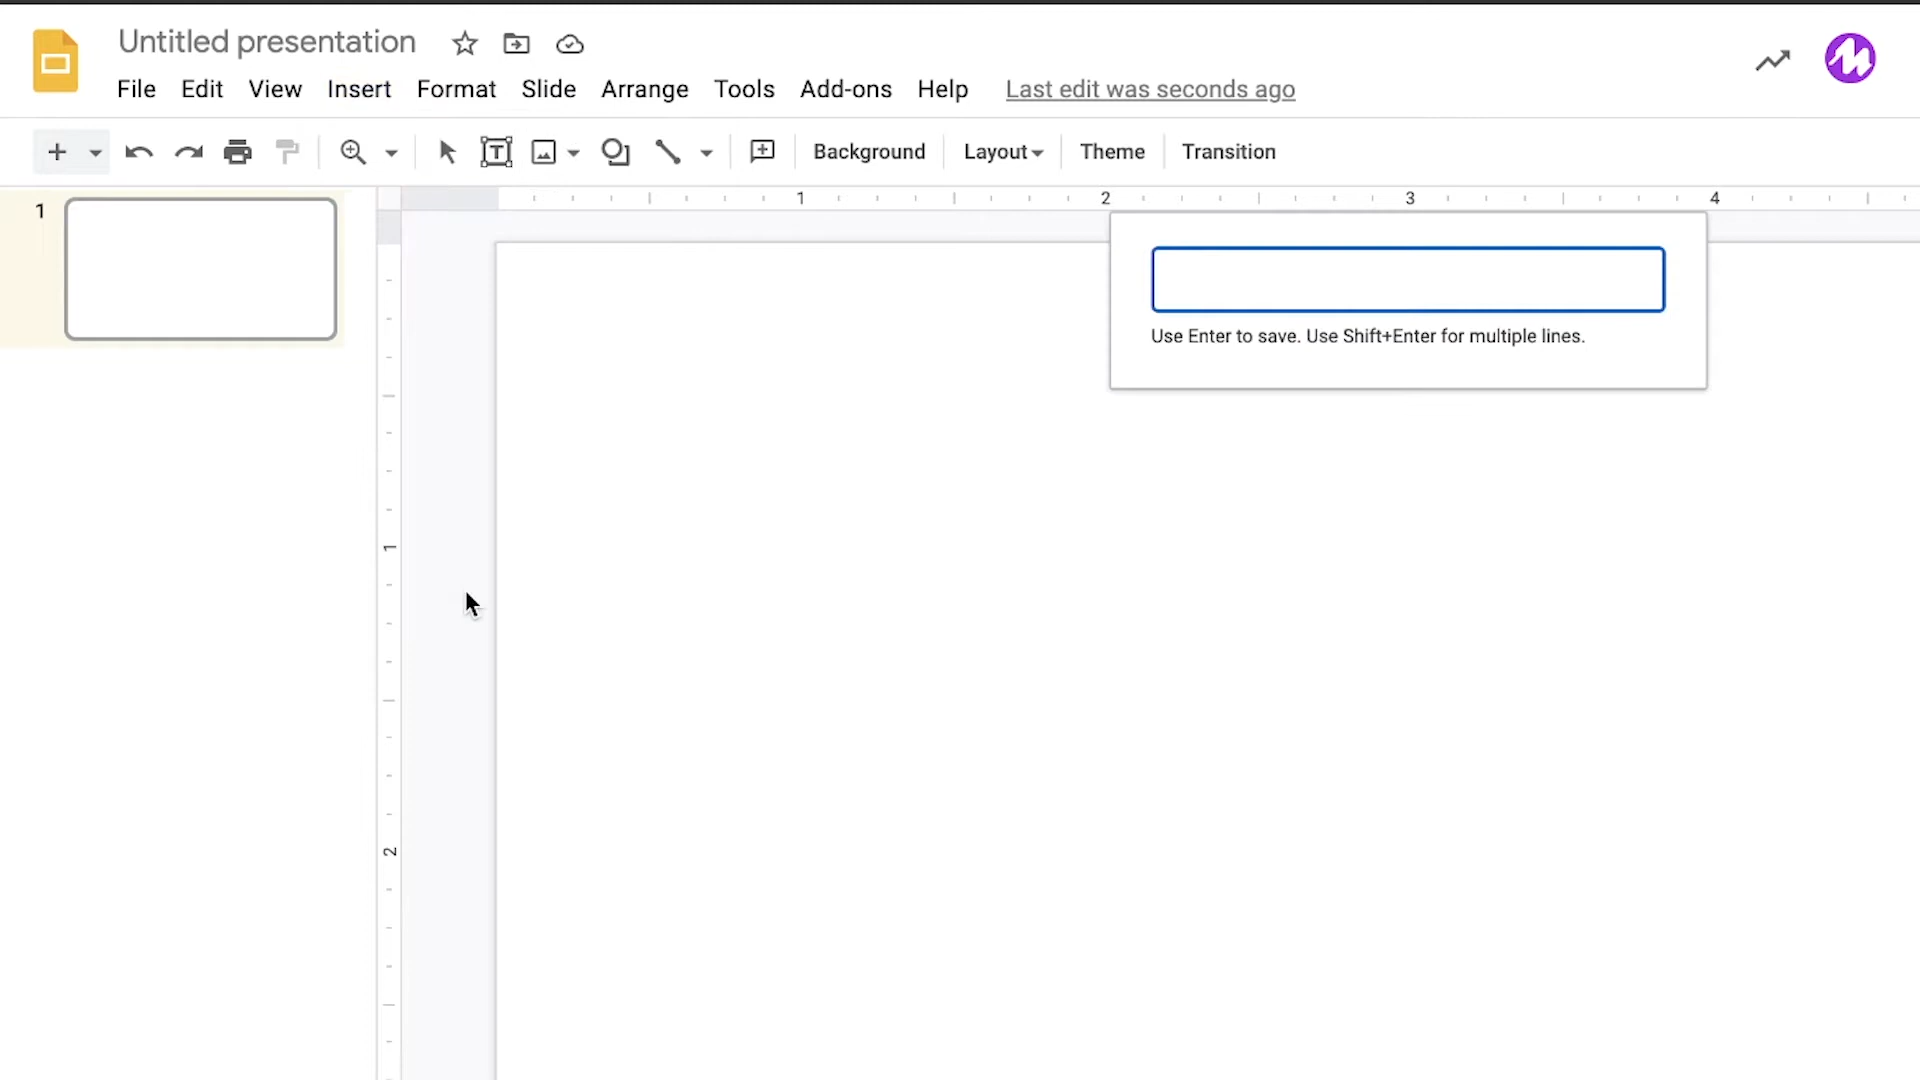 Untitled presentation
File Edit View Insert Format Slide Arrange Tools Add-ons Help Last edit was seconds ago
Background Layout Theme Transition
1 2 3 4
1
Use Enter to save. Use Shift+Enter for multiple lines.
1
2